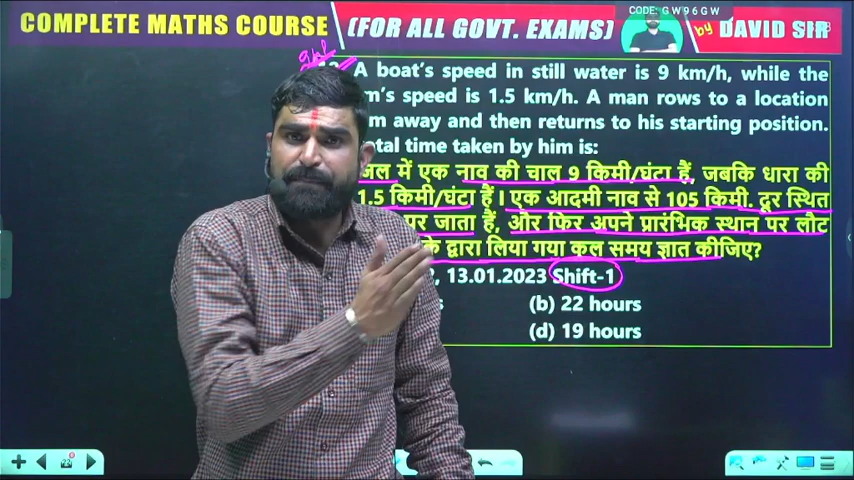 CODE: G W 9 6 G W
COMPLETE MATHS COURSE (FOR ALL GOVT. EXAMS) by DAVID SIR
A boat's speed in still water is 9 km/h, while the
speed is 1.5 km/h. A man rows to a location
away and then returns to his starting position.
time taken by him is:
जल में एक नाव की चाल 9 किमी/घंटा हैं, जबकि धारा की
1.5 किमी/घंटा हैं। एक आदमी नाव से 105 किमी. दूर स्थित
पर जाता हैं, और फिर अपने प्रारंभिक स्थान पर लौट
के द्वारा लिया गया कुल समय ज्ञात कीजिए?
13.01.2023 Shift-1
(b) 22 hours
(d) 19 hours